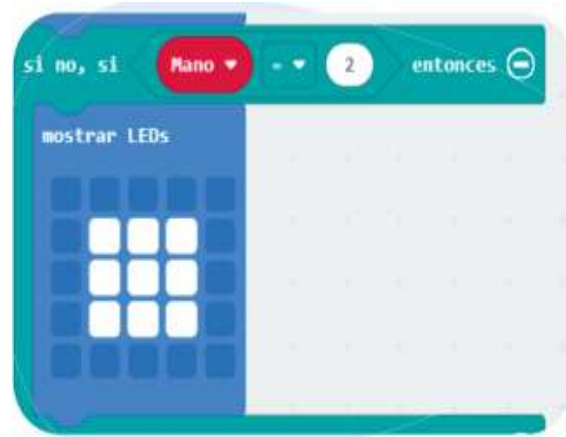 si no, si Mano = 2 entonces
mostrar LEDs